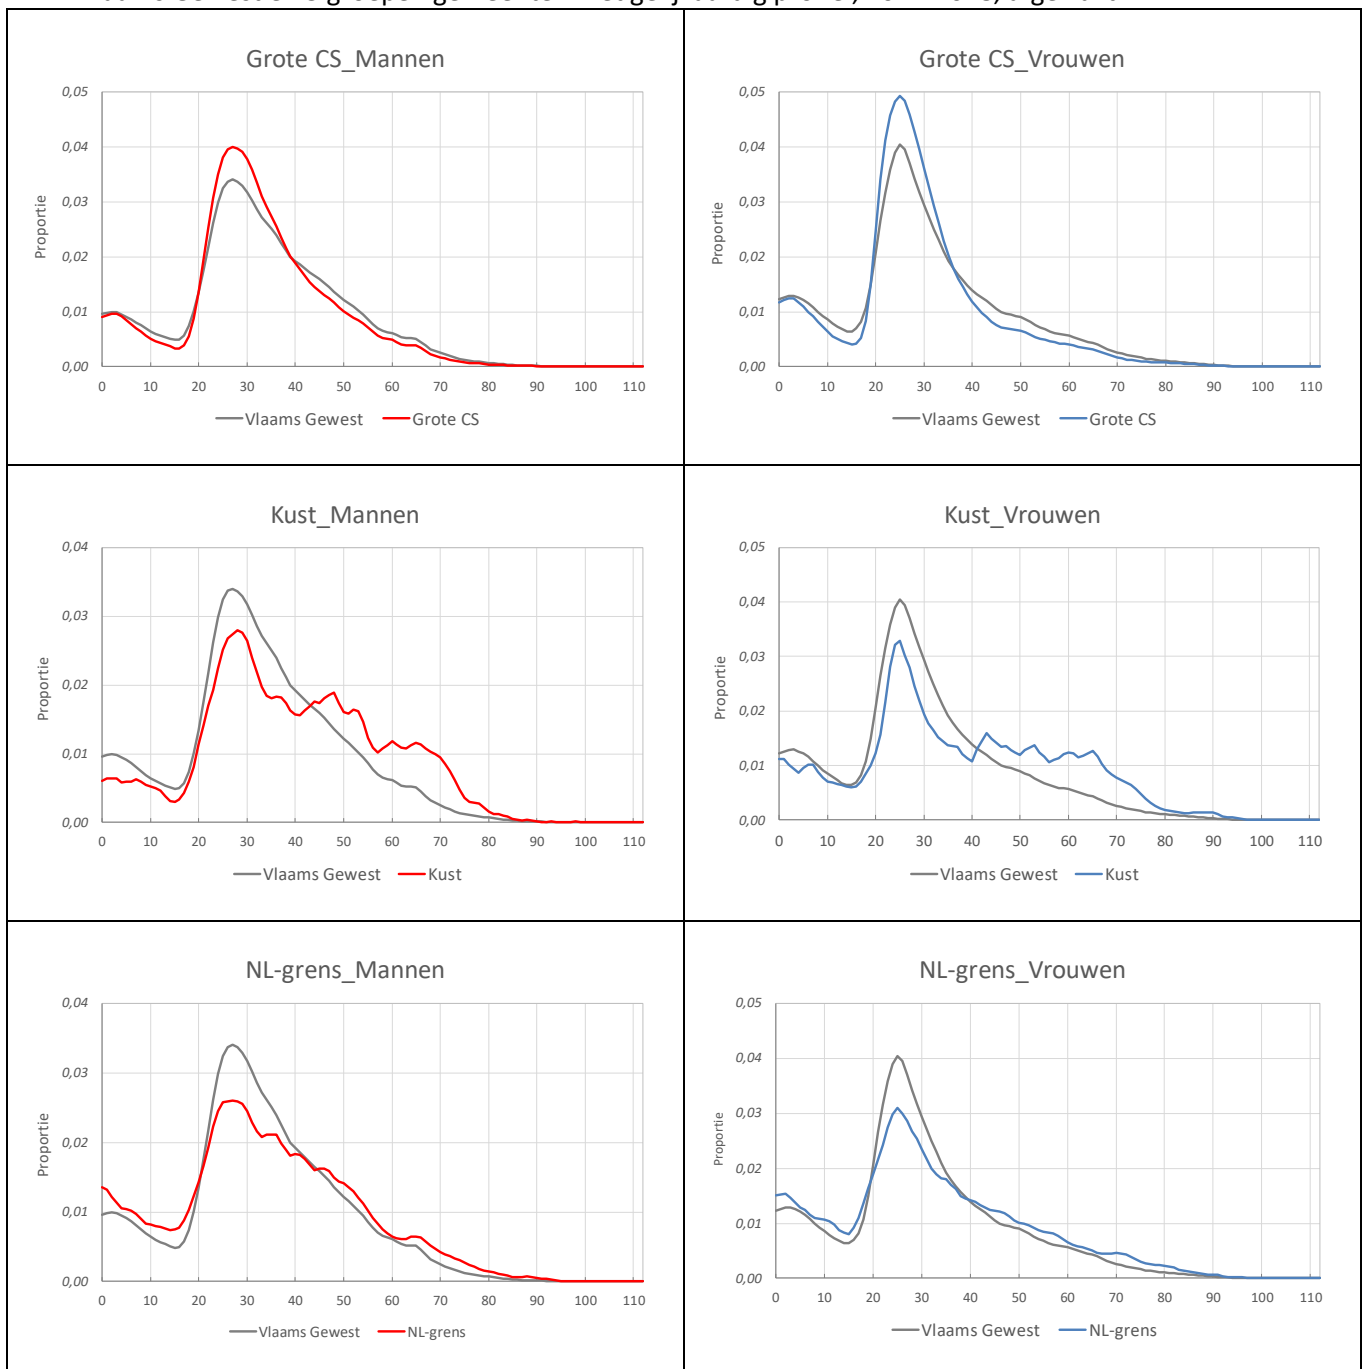 Grote CS_Mannen
0,05
0,04
0,03
0,02
0,01
0,00
Proportie
0 10 20 30 40 50 60 70 80 90 100 110
Vlaams Gewest Grote CS
Grote CS_Vrouwen
0,05
0,04
0,03
0,02
0,01
0,00
Proportie
0 10 20 30 40 50 60 70 80 90 100 110
Vlaams Gewest Grote CS
Kust_Mannen
0,04
0,03
0,02
0,01
0,00
Proportie
0 10 20 30 40 50 60 70 80 90 100 110
Vlaams Gewest Kust
Kust_Vrouwen
0,05
0,04
0,03
0,02
0,01
0,00
Proportie
0 10 20 30 40 50 60 70 80 90 100 110
Vlaams Gewest Kust
NL-grens_Mannen
0,04
0,03
0,02
0,01
0,00
Proportie
0 10 20 30 40 50 60 70 80 90 100 110
Vlaams Gewest NL-grens
NL-grens_Vrouwen
0,05
0,04
0,03
0,02
0,01
0,00
Proportie
0 10 20 30 40 50 60 70 80 90 100 110
Vlaams Gewest NL-grens